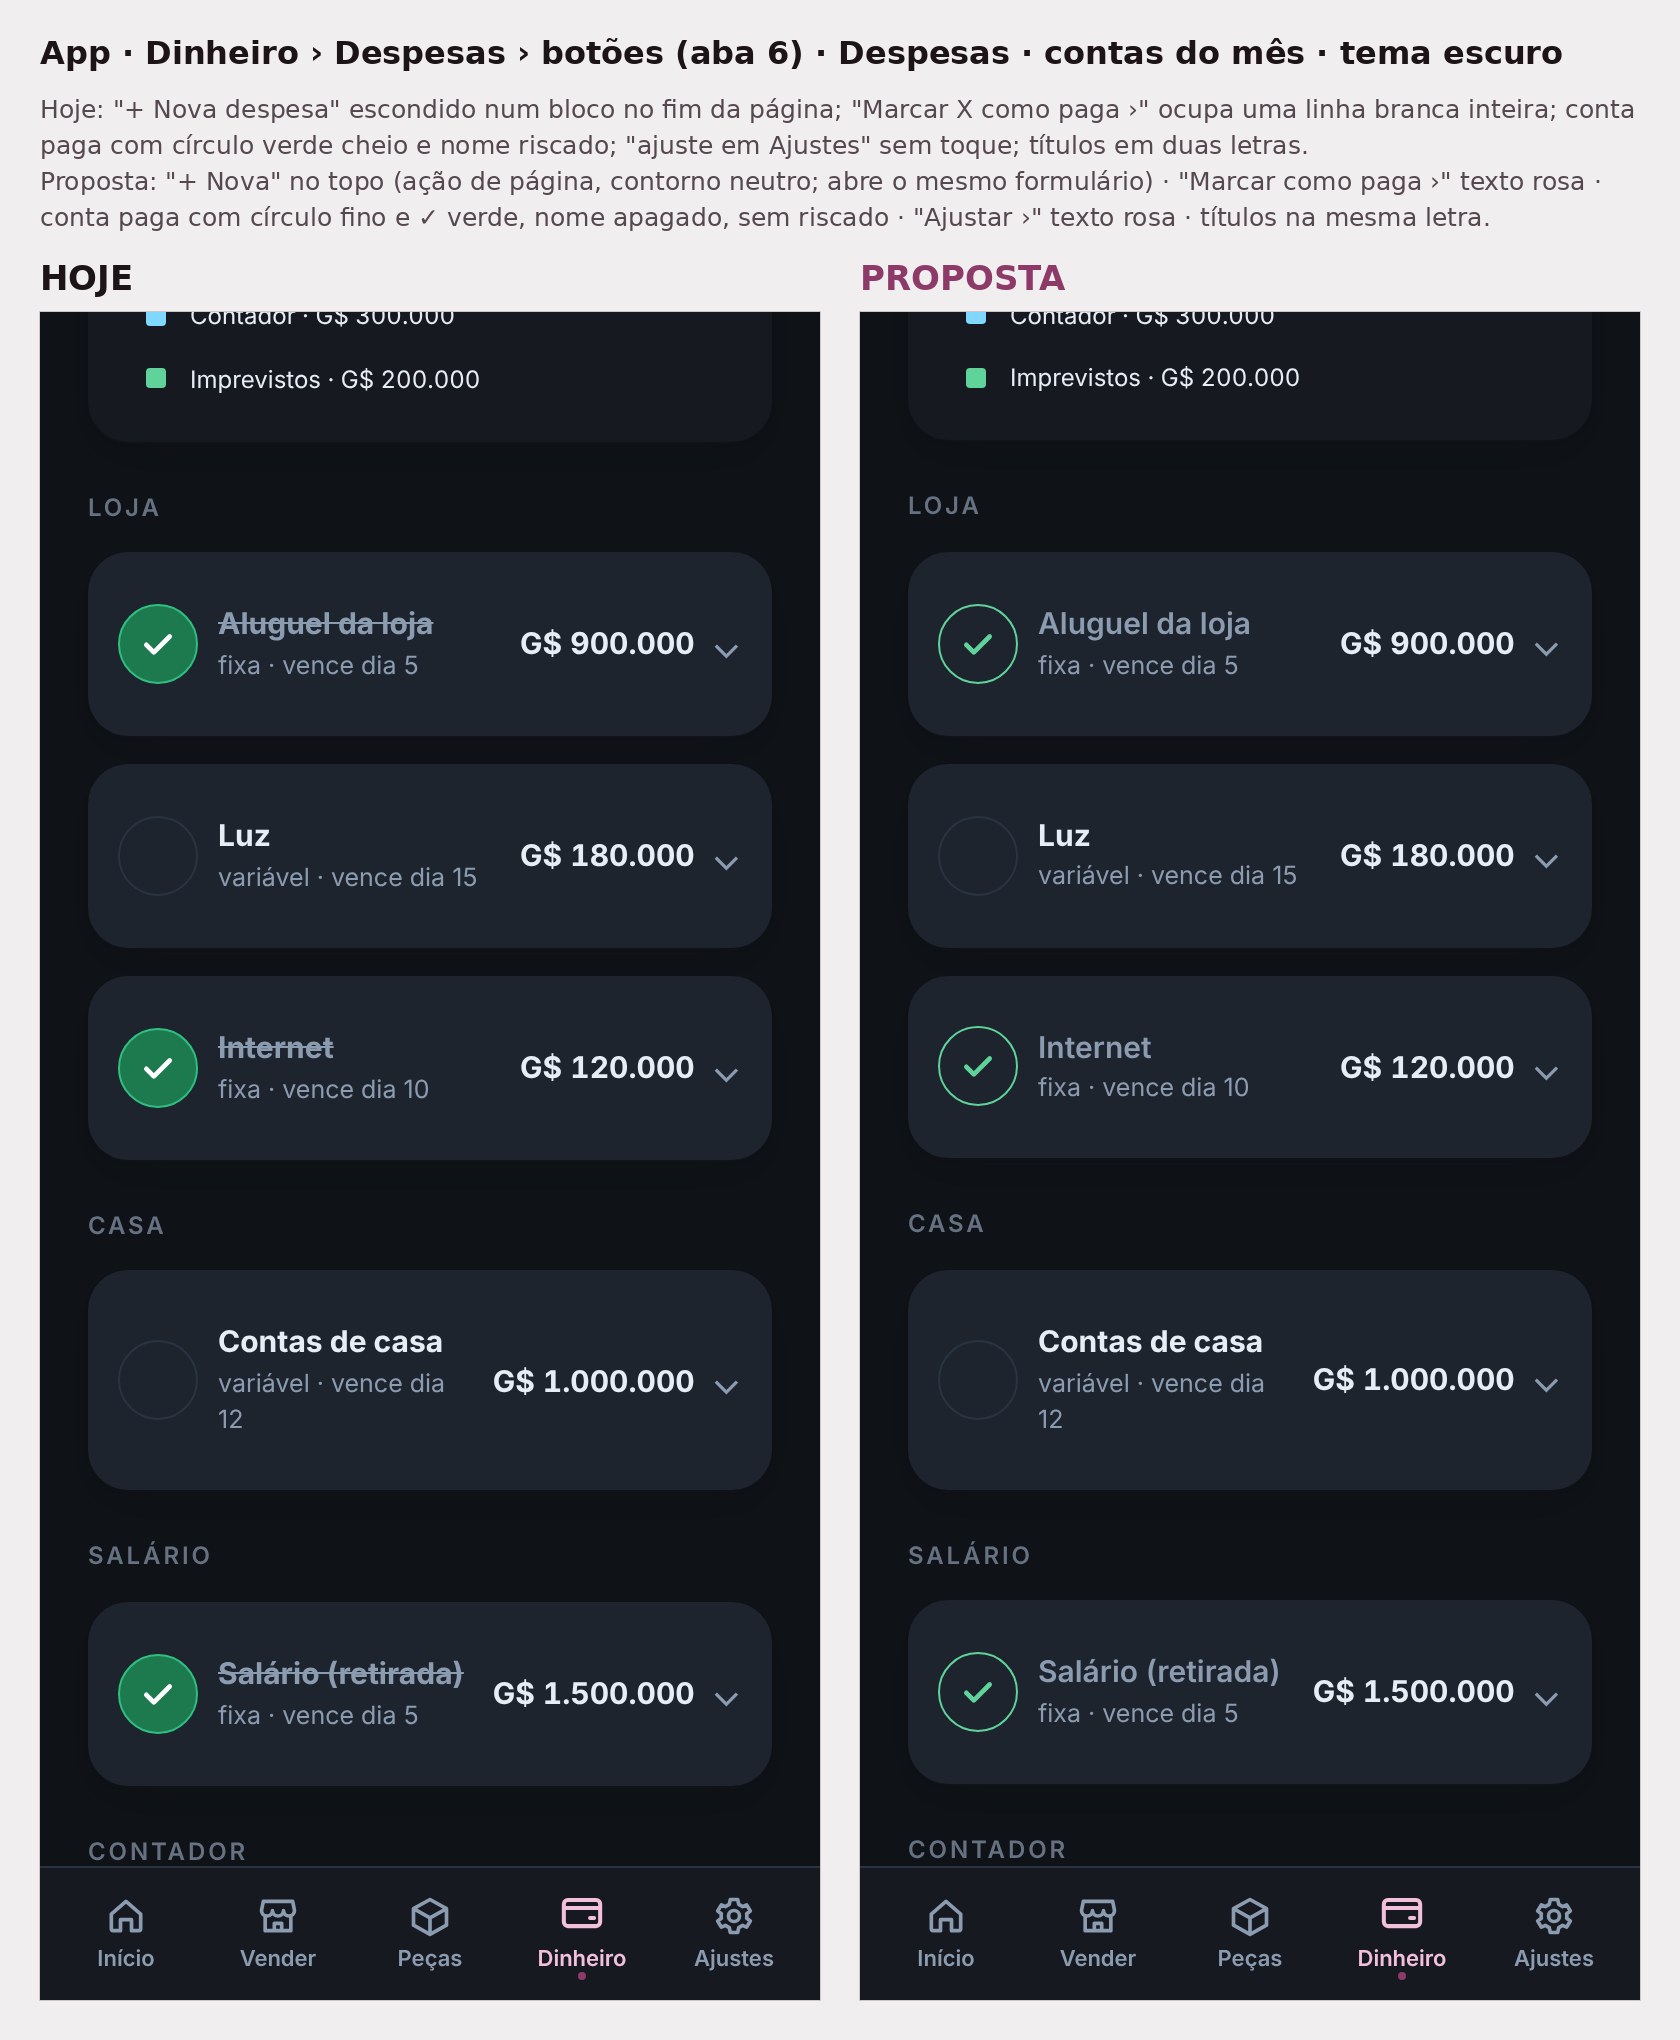 App · Dinheiro › Despesas › botões (aba 6) · Despesas · contas do mês · tema escuro
Hoje: "+ Nova despesa" escondido num bloco no fim da página; "Marcar X como paga ›" ocupa uma linha branca inteira; conta
paga com círculo verde cheio e nome riscado; "ajuste em Ajustes" sem toque; títulos em duas letras.
Proposta: "+ Nova" no topo (ação de página, contorno neutro; abre o mesmo formulário) · "Marcar como paga ›" texto rosa ·
conta paga com círculo fino e ✓ verde, nome apagado, sem riscado · "Ajustar ›" texto rosa · títulos na mesma letra.
HOJE
Contador · G$ 300.000
Imprevistos · G$ 200.000
LOJA
Aluguel da loja
fixa · vence dia 5
G$ 900.000
Luz
variável · vence dia 15
G$ 180.000
Internet
fixa · vence dia 10
G$ 120.000
CASA
Contas de casa
variável · vence dia
12
G$ 1.000.000
SALÁRIO
Salário (retirada)
fixa · vence dia 5
G$ 1.500.000
CONTADOR
Início Vender Peças Dinheiro Ajustes
PROPOSTA
Contador · G$ 300.000
Imprevistos · G$ 200.000
LOJA
Aluguel da loja
fixa · vence dia 5
G$ 900.000
Luz
variável · vence dia 15
G$ 180.000
Internet
fixa · vence dia 10
G$ 120.000
CASA
Contas de casa
variável · vence dia
12
G$ 1.000.000
SALÁRIO
Salário (retirada)
fixa · vence dia 5
G$ 1.500.000
CONTADOR
Início Vender Peças Dinheiro Ajustes